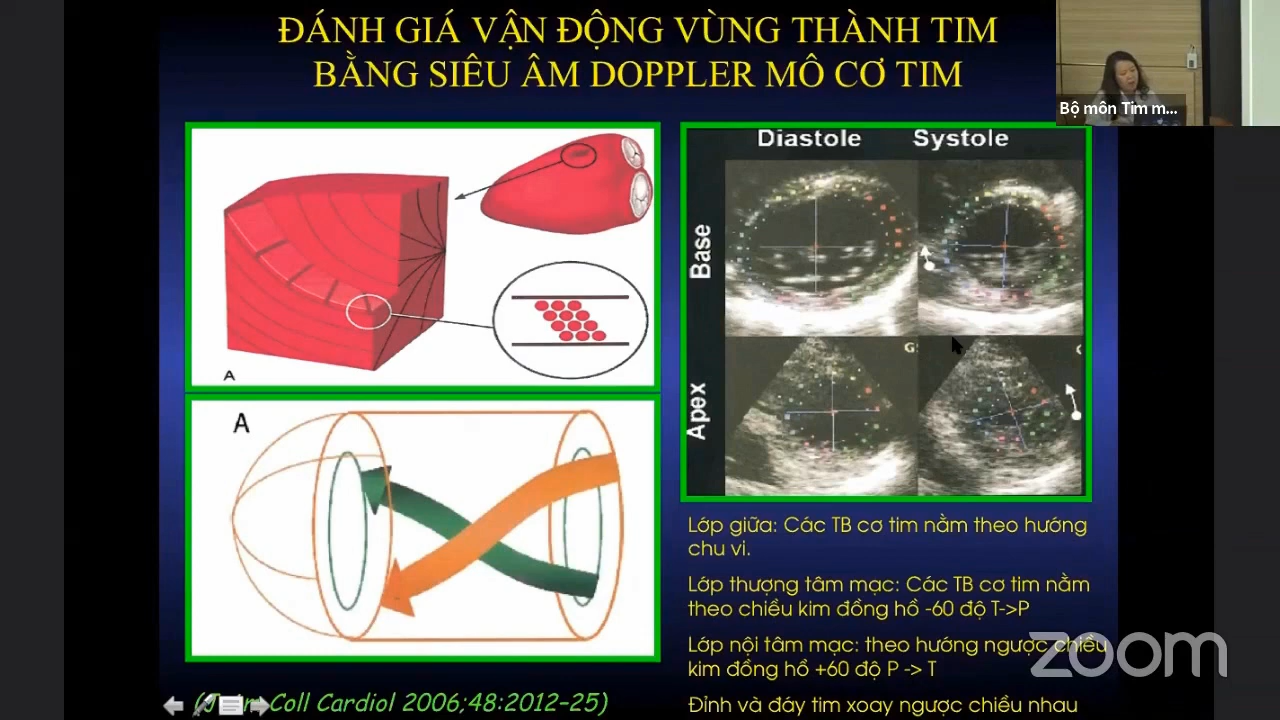 ĐÁNH GIÁ VẬN ĐỘNG VÙNG THÀNH TIM
BẰNG SIÊU ÂM DOPPLER MÔ CƠ TIM
Bộ môn Tim m...
A
A
Diastole Systole
Base
Apex
G
Lớp giữa: Các TB cơ tim nằm theo hướng
chu vi.
Lớp thượng tâm mạc: Các TB cơ tim nằm
theo chiều kim đồng hồ -60 độ T->P
Lớp nội tâm mạc: theo hướng ngược chiều
kim đồng hồ +60 độ P -> T
Đỉnh và đáy tim xoay ngược chiều nhau
Coll Cardiol 2006;48:2012-25)
zoom